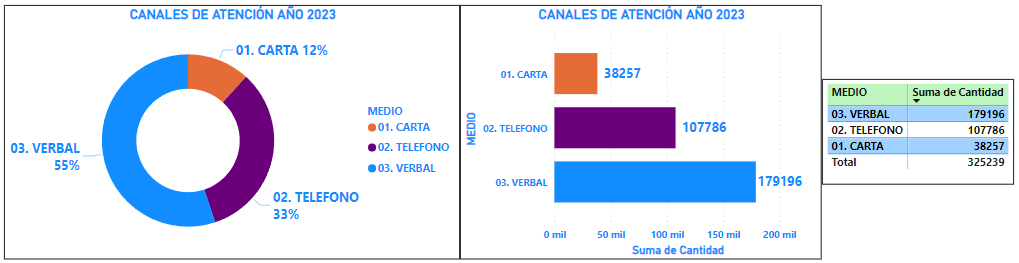 CANALES DE ATENCIÓN AÑO 2023
01. CARTA 12%
03. VERBAL
55%
02. TELEFONO
33%
MEDIO
01. CARTA
02. TELEFONO
03. VERBAL
CANALES DE ATENCIÓN AÑO 2023
MEDIO
01. CARTA
38257
02. TELEFONO
107786
03. VERBAL
179196
0 mil 50 mil 100 mil 150 mil 200 mil
Suma de Cantidad
MEDIO Suma de Cantidad
03. VERBAL 179196
02. TELEFONO 107786
01. CARTA 38257
Total 325239